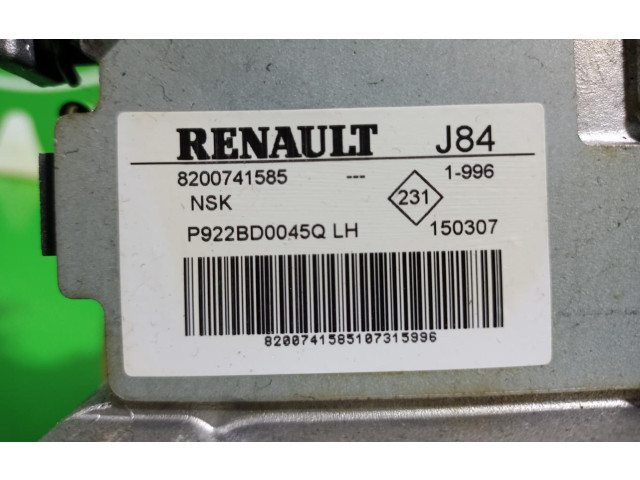 RENAULT J84
8200741585 --- 1-996
NSK 231
P922BD0045Q LH 150307
8200741585107315996